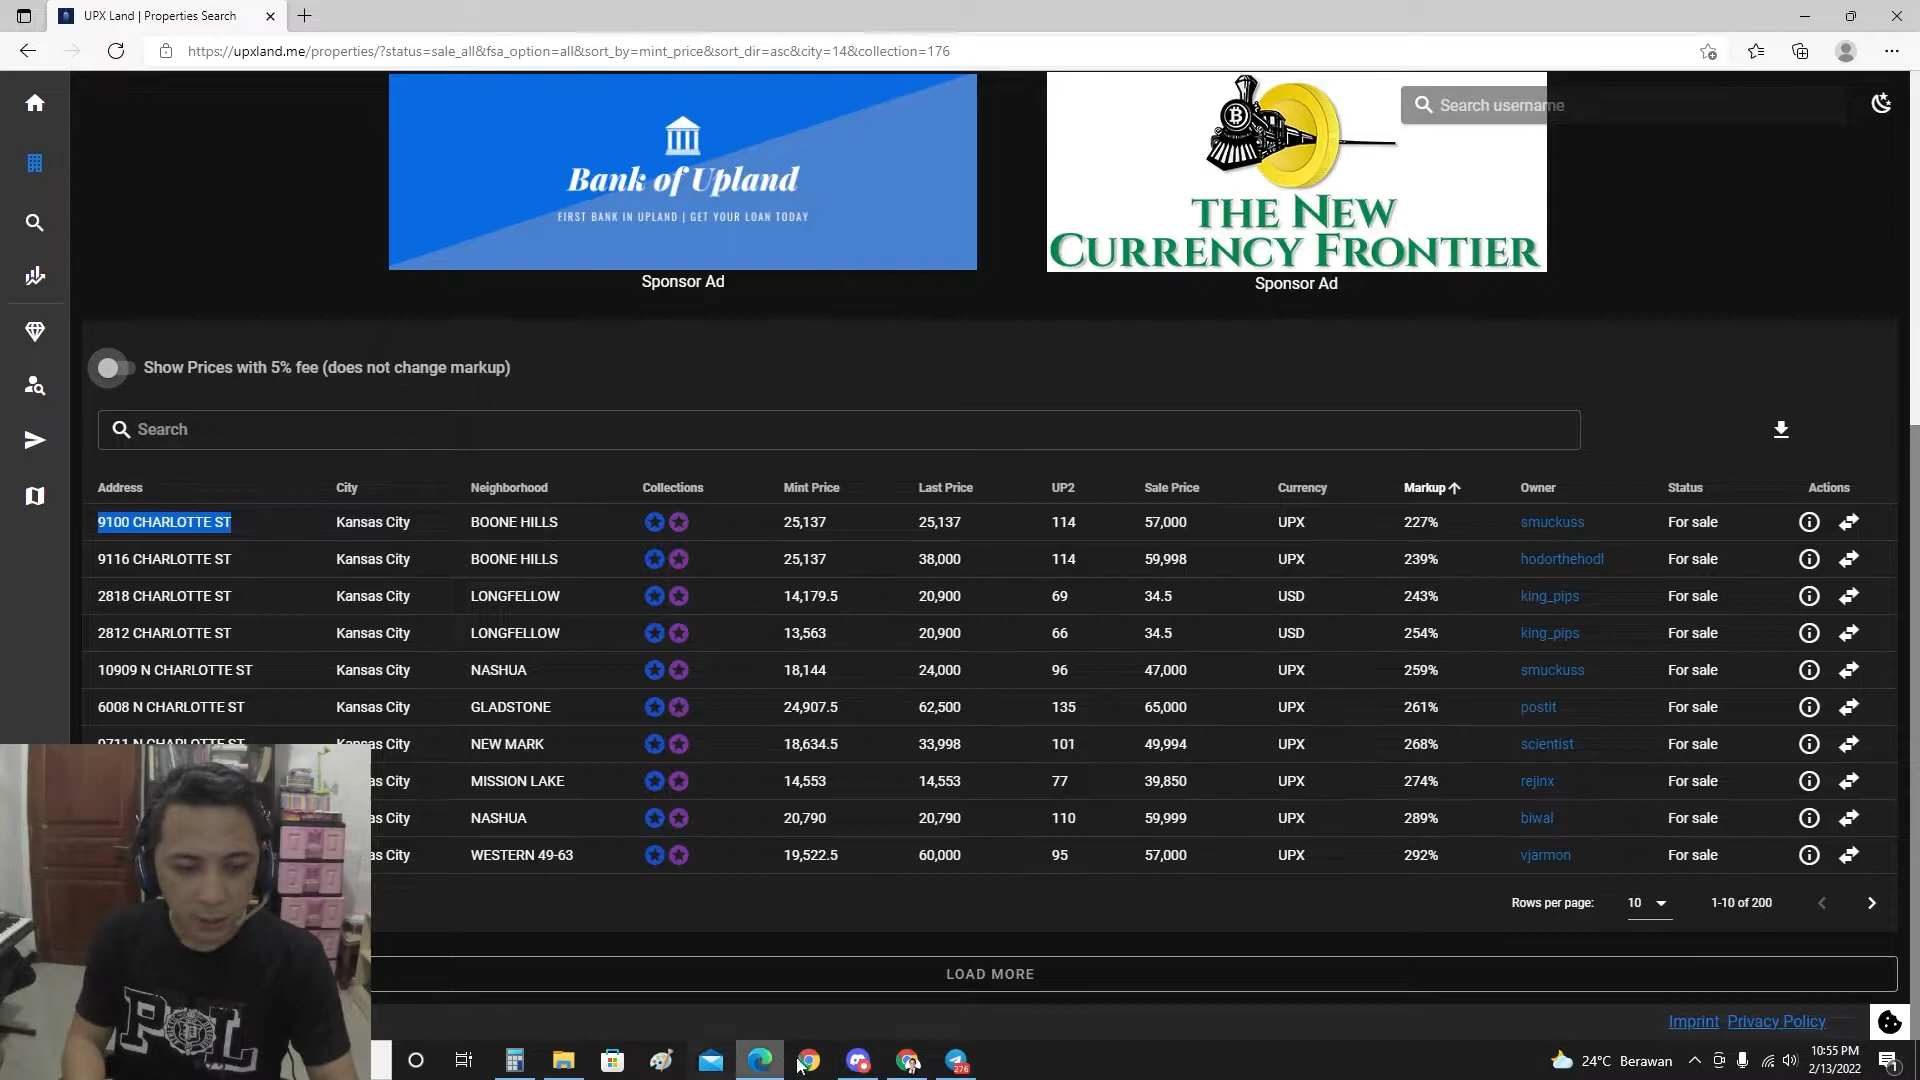 UPX Land | Properties Search
https://upxland.me/properties/?status=sale_all&fsa_option=all&sort_by=mint_price&sort_dir=asc&city=14&collection=176
Bank of Upland
FIRST BANK IN UPLAND | GET YOUR LOAN TODAY
Sponsor Ad
THE NEW
CURRENCY FRONTIER
Sponsor Ad
Search username
Show Prices with 5% fee (does not change markup)
Search
Address City Neighborhood Collections Mint Price Last Price UP2 Sale Price Currency Markup Owner Status Actions
9100 CHARLOTTE ST Kansas City BOONE HILLS 25,137 25,137 114 57,000 UPX 227% smuckuss For sale
9116 CHARLOTTE ST Kansas City BOONE HILLS 25,137 38,000 114 59,998 UPX 239% hodorthehodl For sale
2818 CHARLOTTE ST Kansas City LONGFELLOW 14,179.5 20,900 69 34.5 USD 243% king_pips For sale
2812 CHARLOTTE ST Kansas City LONGFELLOW 13,563 20,900 66 34.5 USD 254% king_pips For sale
10909 N CHARLOTTE ST Kansas City NASHUA 18,144 24,000 96 47,000 UPX 259% smuckuss For sale
6008 N CHARLOTTE ST Kansas City GLADSTONE 24,907.5 62,500 135 65,000 UPX 261% postit For sale
9711 N CHARLOTTE ST as City NEW MARK 18,634.5 33,998 101 49,994 UPX 268% scientist For sale
as City MISSION LAKE 14,553 14,553 77 39,850 UPX 274% rejinx For sale
as City NASHUA 20,790 20,790 110 59,999 UPX 289% biwal For sale
as City WESTERN 49-63 19,522.5 60,000 95 57,000 UPX 292% vjarmon For sale
Rows per page: 10 1-10 of 200
LOAD MORE
Imprint Privacy Policy
276
24°C Berawan
10:55 PM
2/13/2022
1